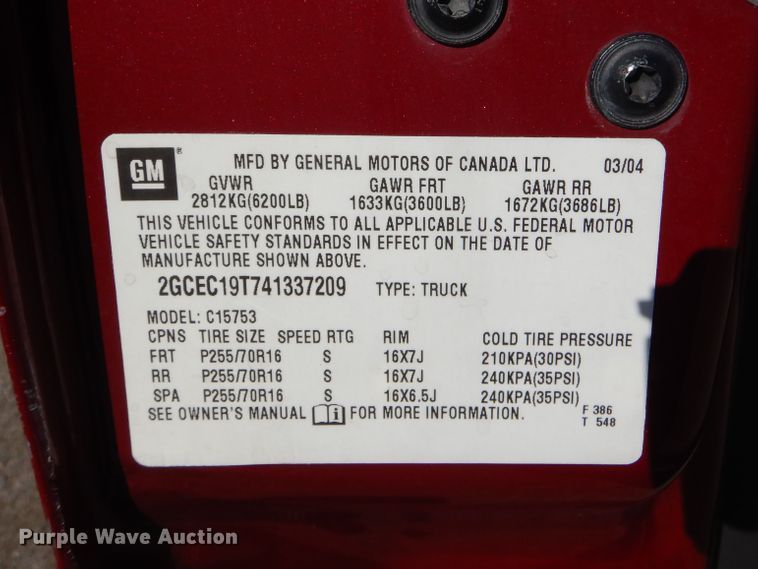 GM ® MFD BY GENERAL MOTORS OF CANADA LTD. 03/04
GVWR GAWR FRT GAWR RR
2812KG(6200LB) 1633KG(3600LB) 1672KG(3686LB)
THIS VEHICLE CONFORMS TO ALL APPLICABLE U.S. FEDERAL MOTOR
VEHICLE SAFETY STANDARDS IN EFFECT ON THE DATE OF
MANUFACTURE SHOWN ABOVE.
2GCEC19T741337209 TYPE: TRUCK
MODEL: C15753
CPNS TIRE SIZE SPEED RTG RIM COLD TIRE PRESSURE
FRT P255/70R16 S 16X7J 210KPA(30PSI)
RR P255/70R16 S 16X7J 240KPA(35PSI)
SPA P255/70R16 S 16X6.5J 240KPA(35PSI)
SEE OWNER'S MANUAL FOR MORE INFORMATION. F 386
T 548
Purple Wave Auction